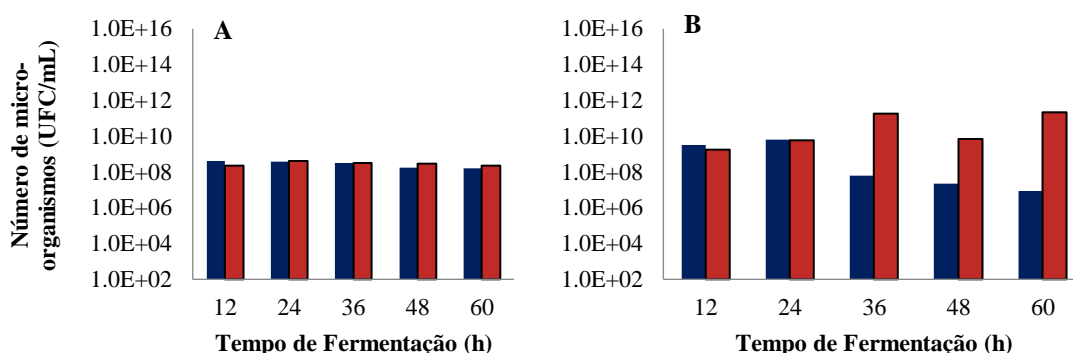 Número de micro-
organismos (UFC/mL)
A
1.0E+16
1.0E+14
1.0E+12
1.0E+10
1.0E+08
1.0E+06
1.0E+04
1.0E+02
12 24 36 48 60
Tempo de Fermentação (h)
B
1.0E+16
1.0E+14
1.0E+12
1.0E+10
1.0E+08
1.0E+06
1.0E+04
1.0E+02
12 24 36 48 60
Tempo de Fermentação (h)